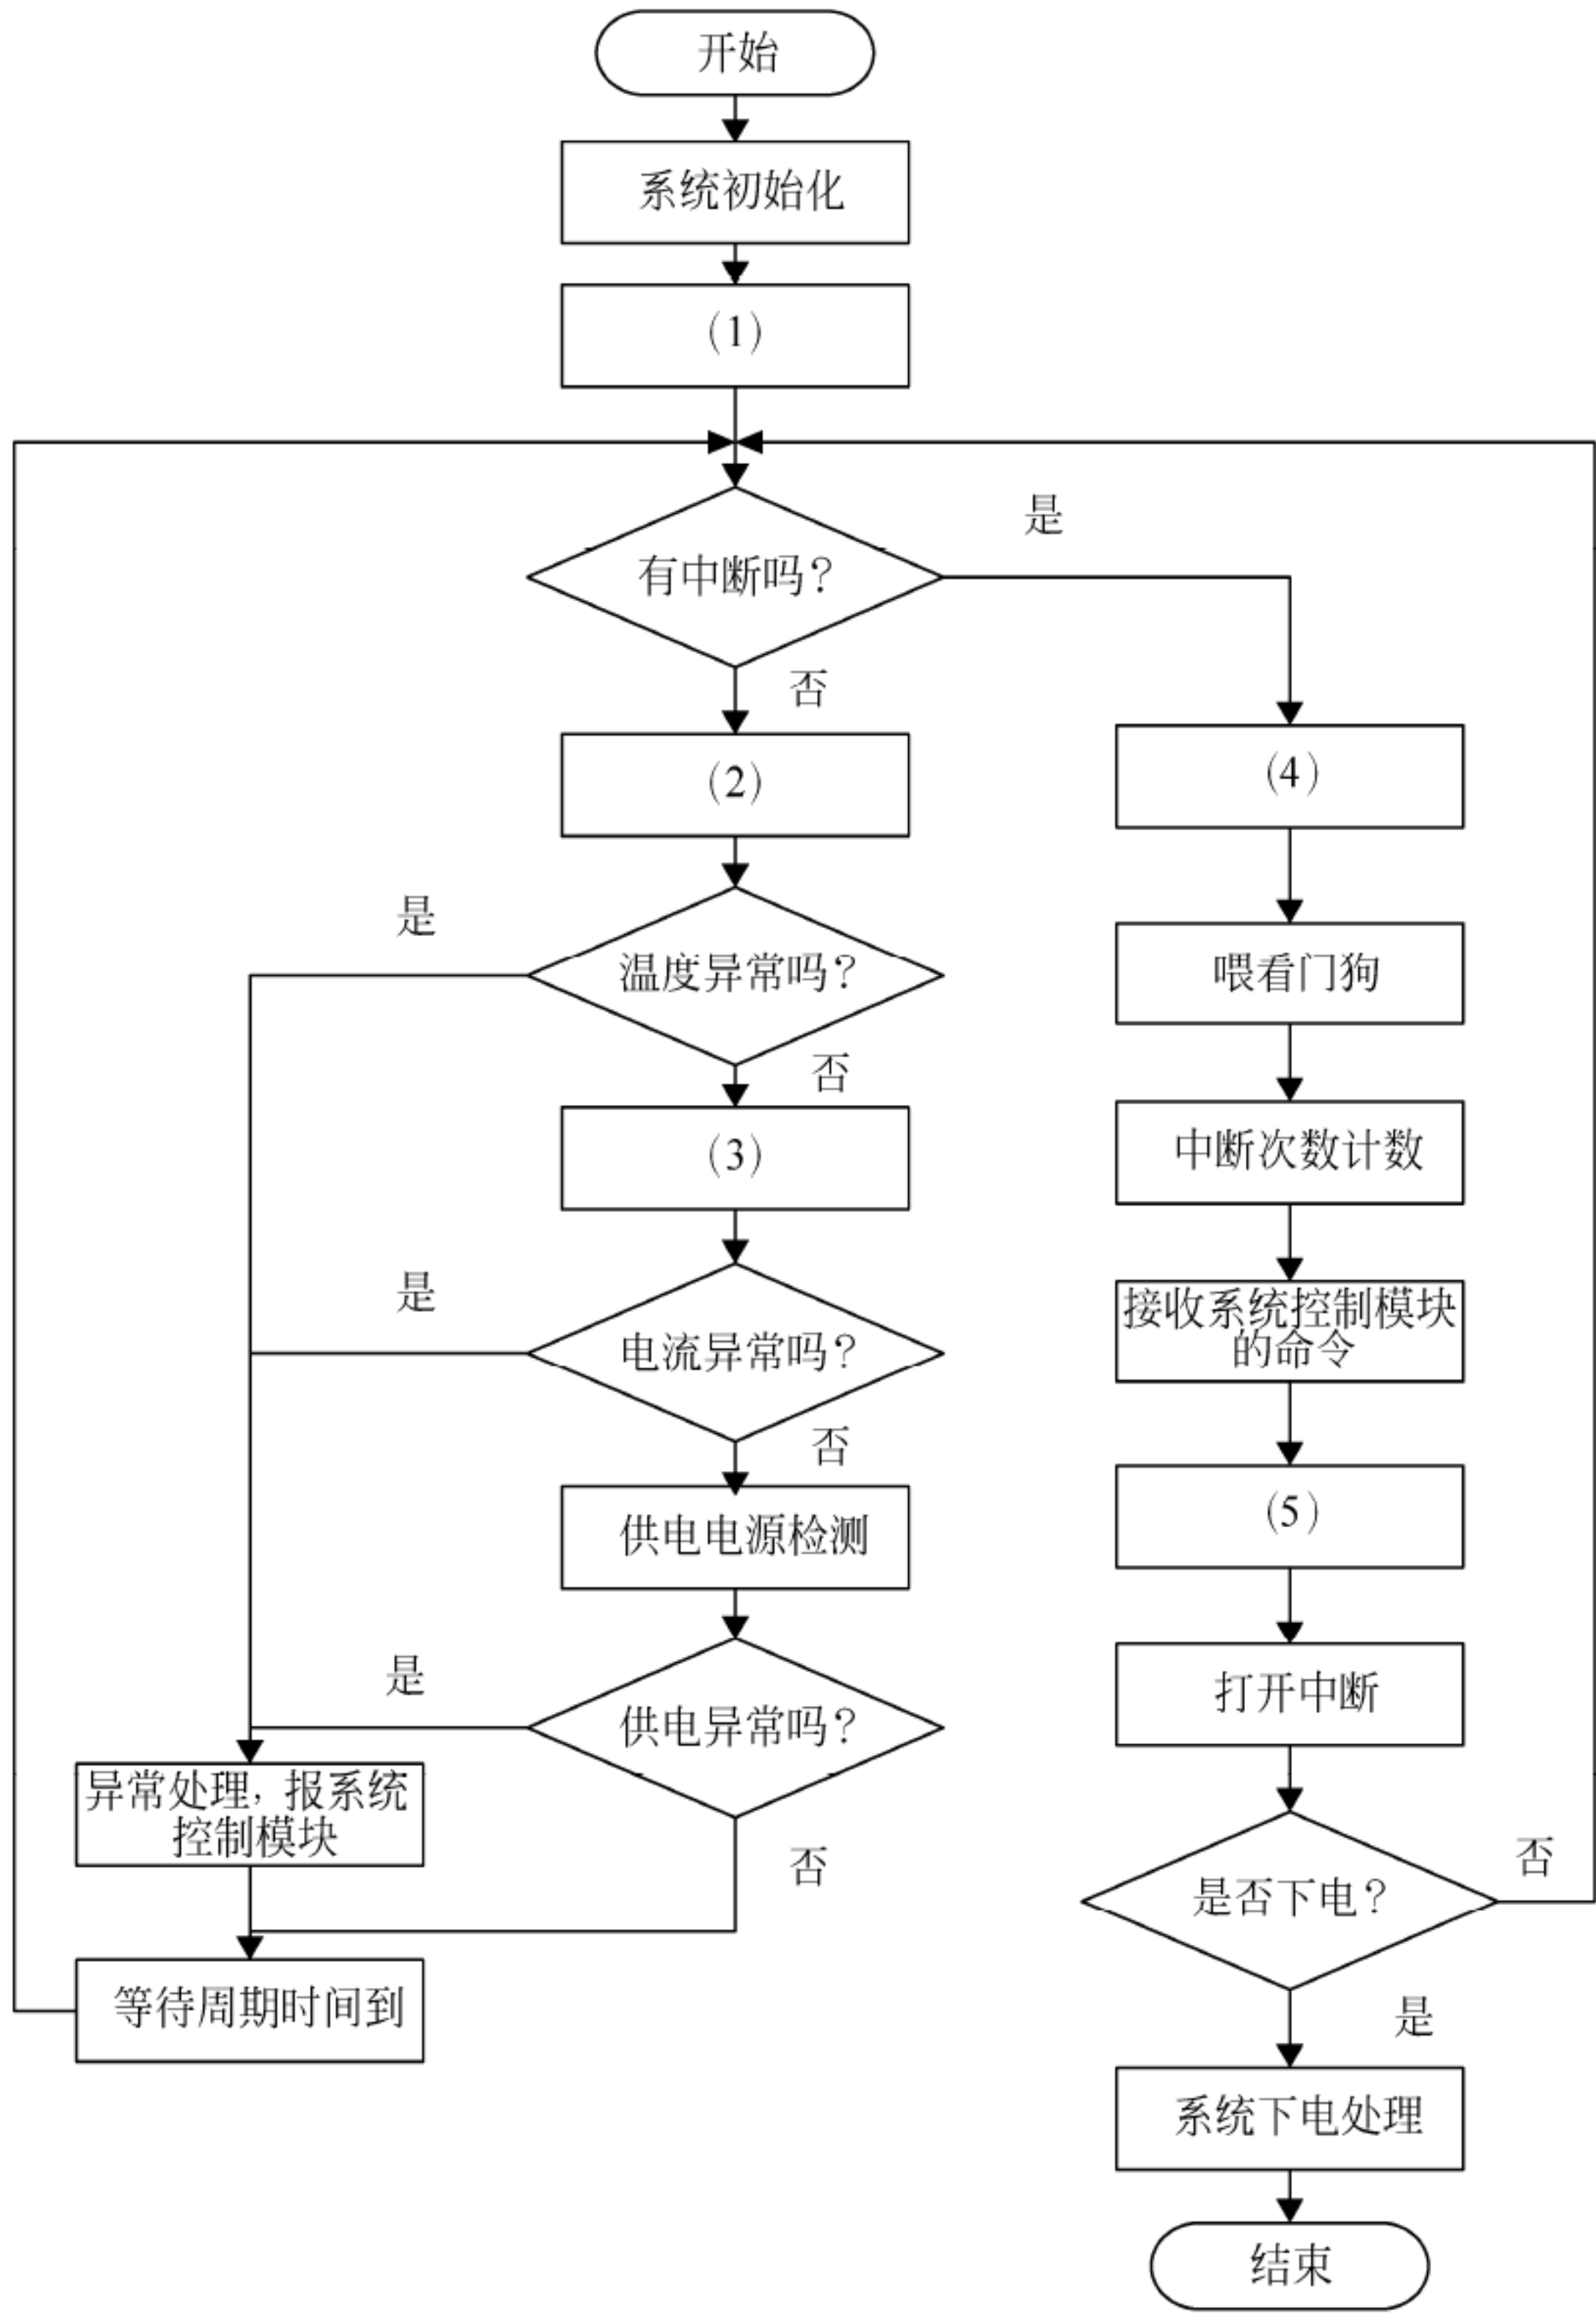 开始
系统初始化
（1）
有中断吗？
是
否
（2）
温度异常吗？
是
否
（3）
电流异常吗？
是
否
供电电源检测
供电异常吗？
是
否
异常处理，报系统
控制模块
等待周期时间到
（4）
喂看门狗
中断次数计数
接收系统控制模块
的命令
（5）
打开中断
是否下电？
否
是
系统下电处理
结束